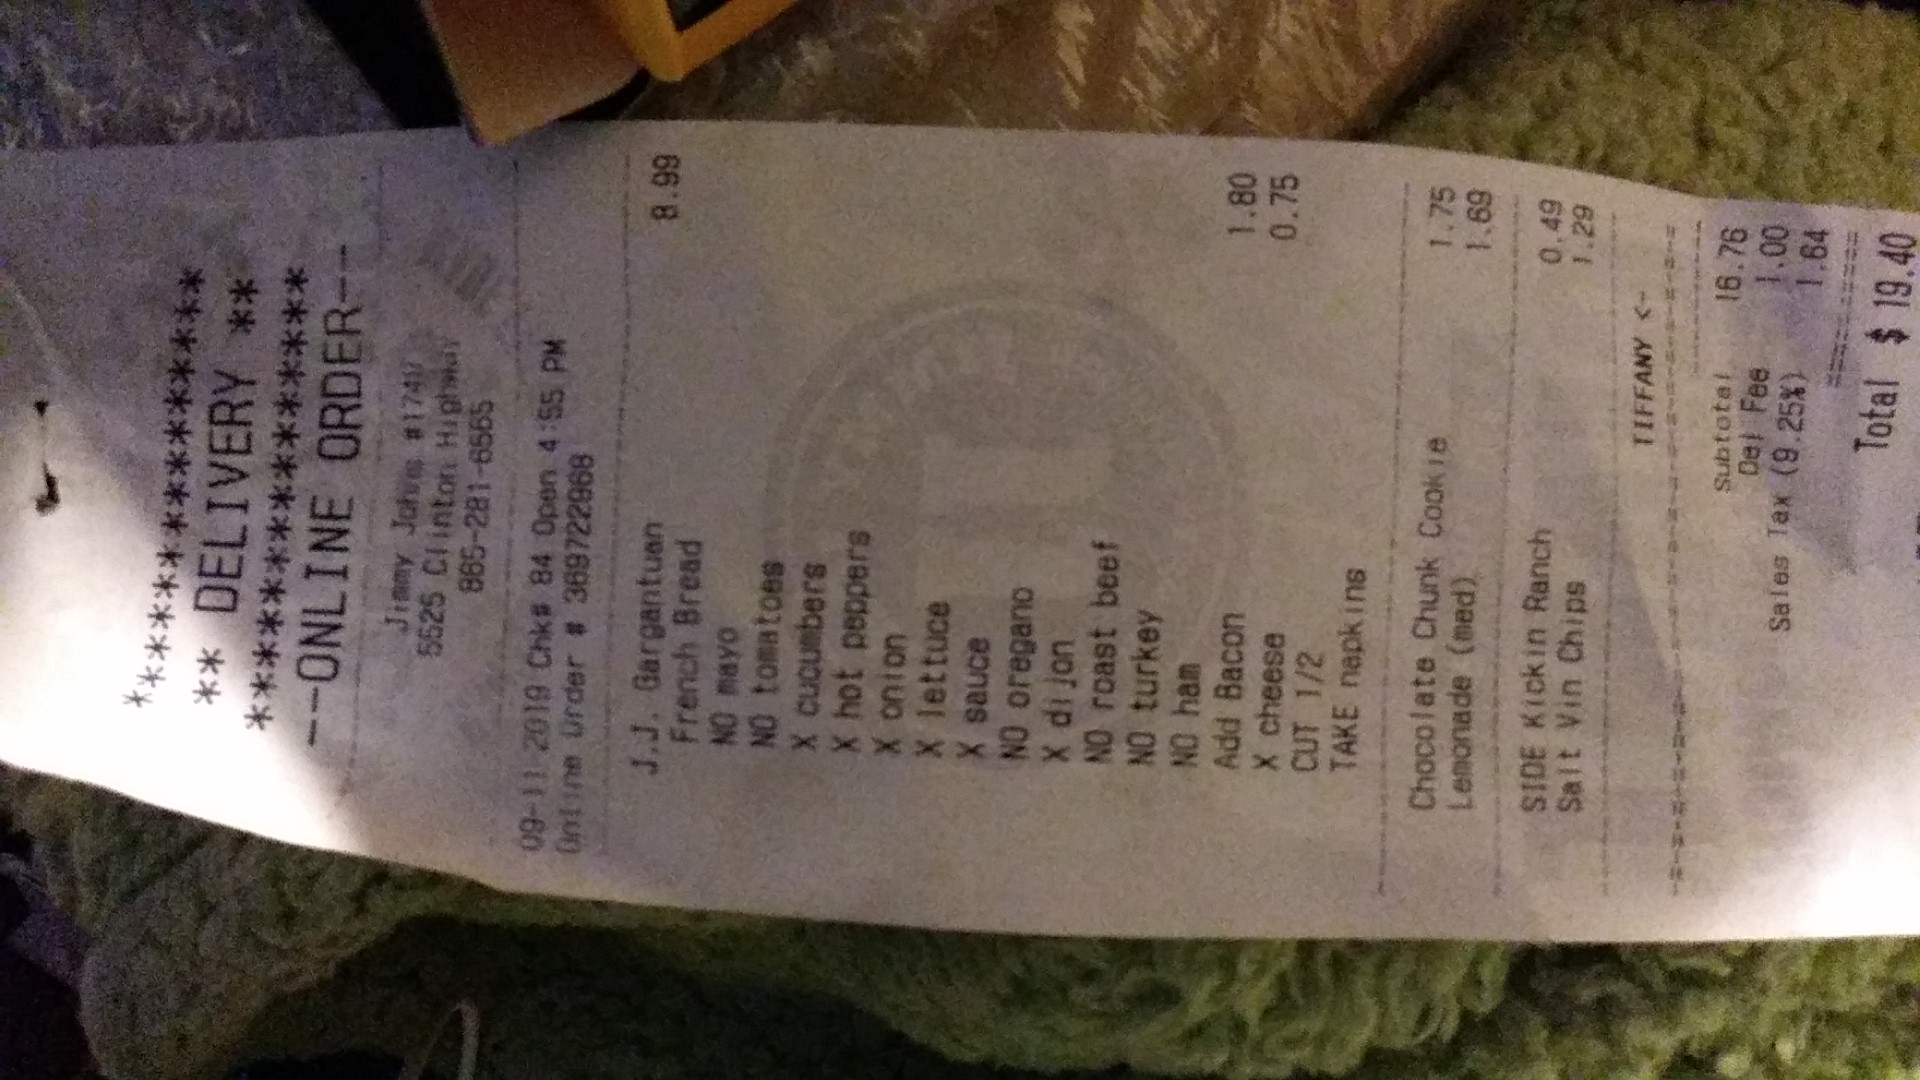 ************************
** DELIVERY **
************************
---ONLINE ORDER---
Jimmy Johns #1740
5525 Clinton Highway
865-281-6565
09-11-2019 Chk# 84 Open 4:55 PM
Online Order # 3697722968
J.J. Gargantuan 8.99
French Bread
NO mayo
NO tomatoes
X cucumbers
X hot peppers
X onion
X lettuce
X sauce
NO oregano
X dijon
NO roast beef
NO turkey
NO ham
Add Bacon 1.80
X cheese 0.75
CUT 1/2
TAKE napkins
Chocolate Chunk Cookie 1.75
Lemonade (med) 1.69
SIDE Kickin Ranch 0.49
Salt Vin Chips 1.29
TIFFANY <-
Subtotal 16.76
Del Fee 1.00
Sales Tax (9.25%) 1.64
Total $ 19.40